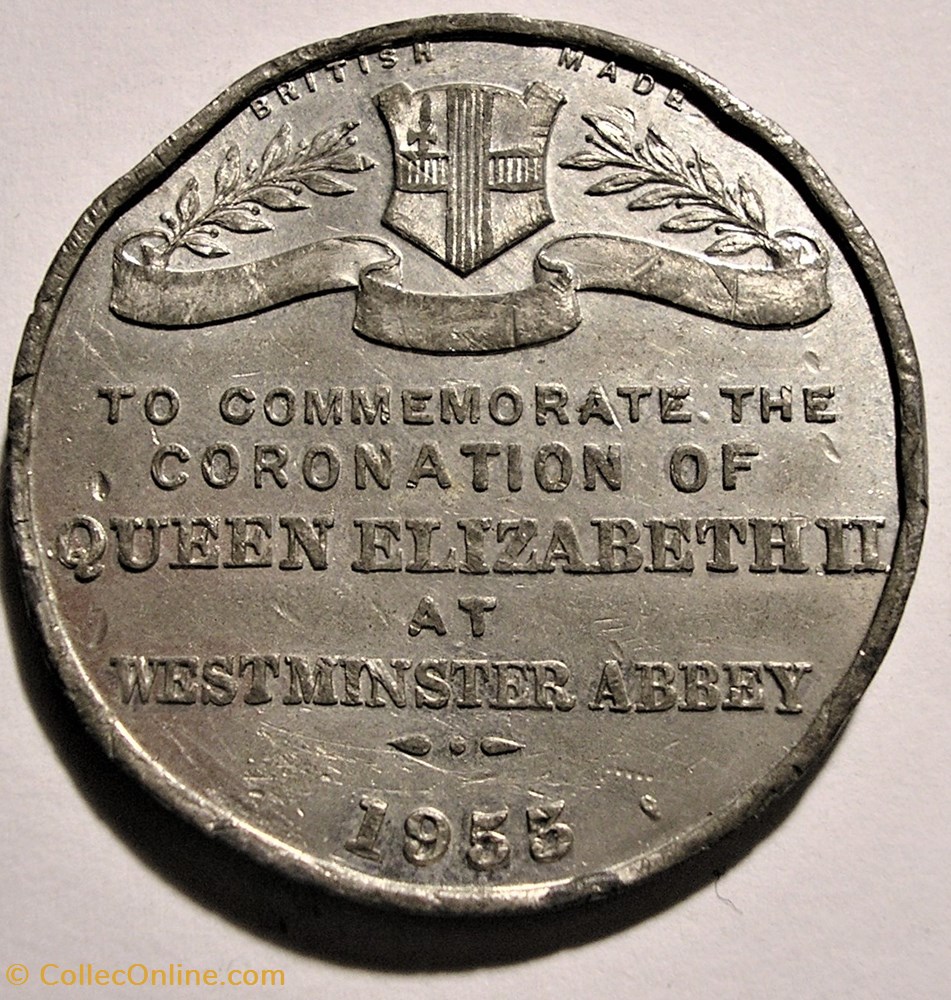 BRITISH MADE
TO COMMEMORATE THE
CORONATION OF
QUEEN ELIZABETH II
AT
WESTMINSTER ABBEY
1953
© CollecOnline.com